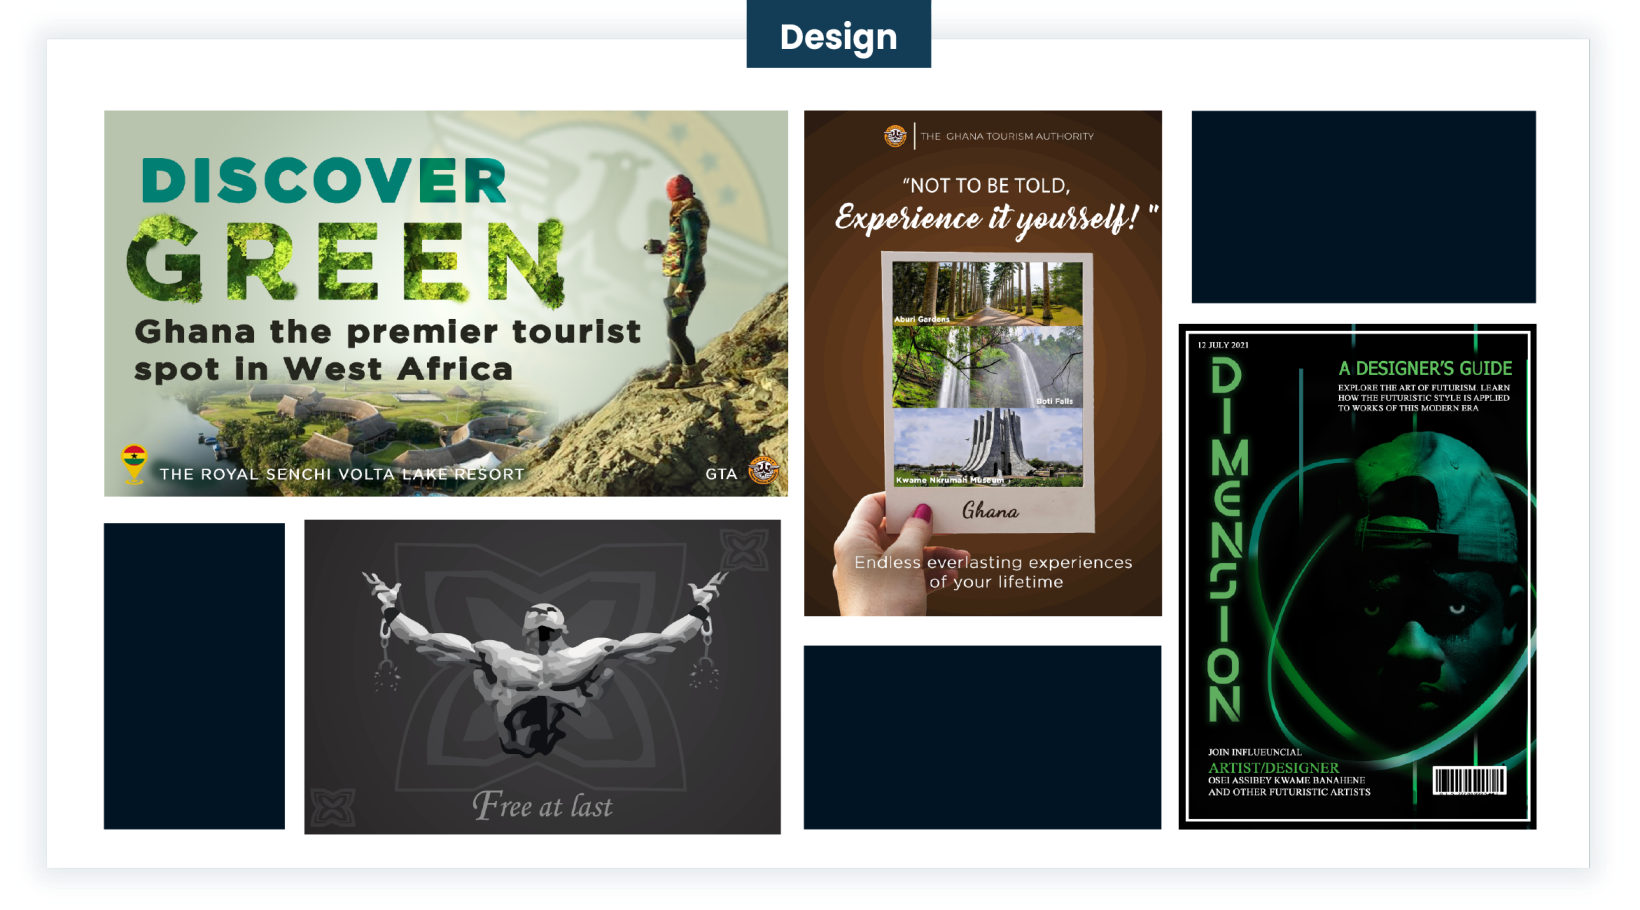 Design
DISCOVER
GREEN
Ghana the premier tourist
spot in West Africa
THE ROYAL SENCHI VOLTA LAKE RESORT
GTA
THE GHANA TOURISM AUTHORITY
"NOT TO BE TOLD,
Experience it yourself! "
Aburi Gardens
Boti Falls
Kwame Nkrumah Museum
Ghana
Endless everlasting experiences
of your lifetime
Free at last
12 JULY 2021
DIMENSION
A DESIGNER'S GUIDE
EXPLORE THE ART OF FUTURISM. LEARN
HOW THE FUTURISTIC STYLE IS APPLIED
TO WORKS OF THIS MODERN ERA
JOIN INFLUEUNCIAL
ARTIST/DESIGNER
OSEI ASSIBEY KWAME BANAHENE
AND OTHER FUTURISTIC ARTISTS